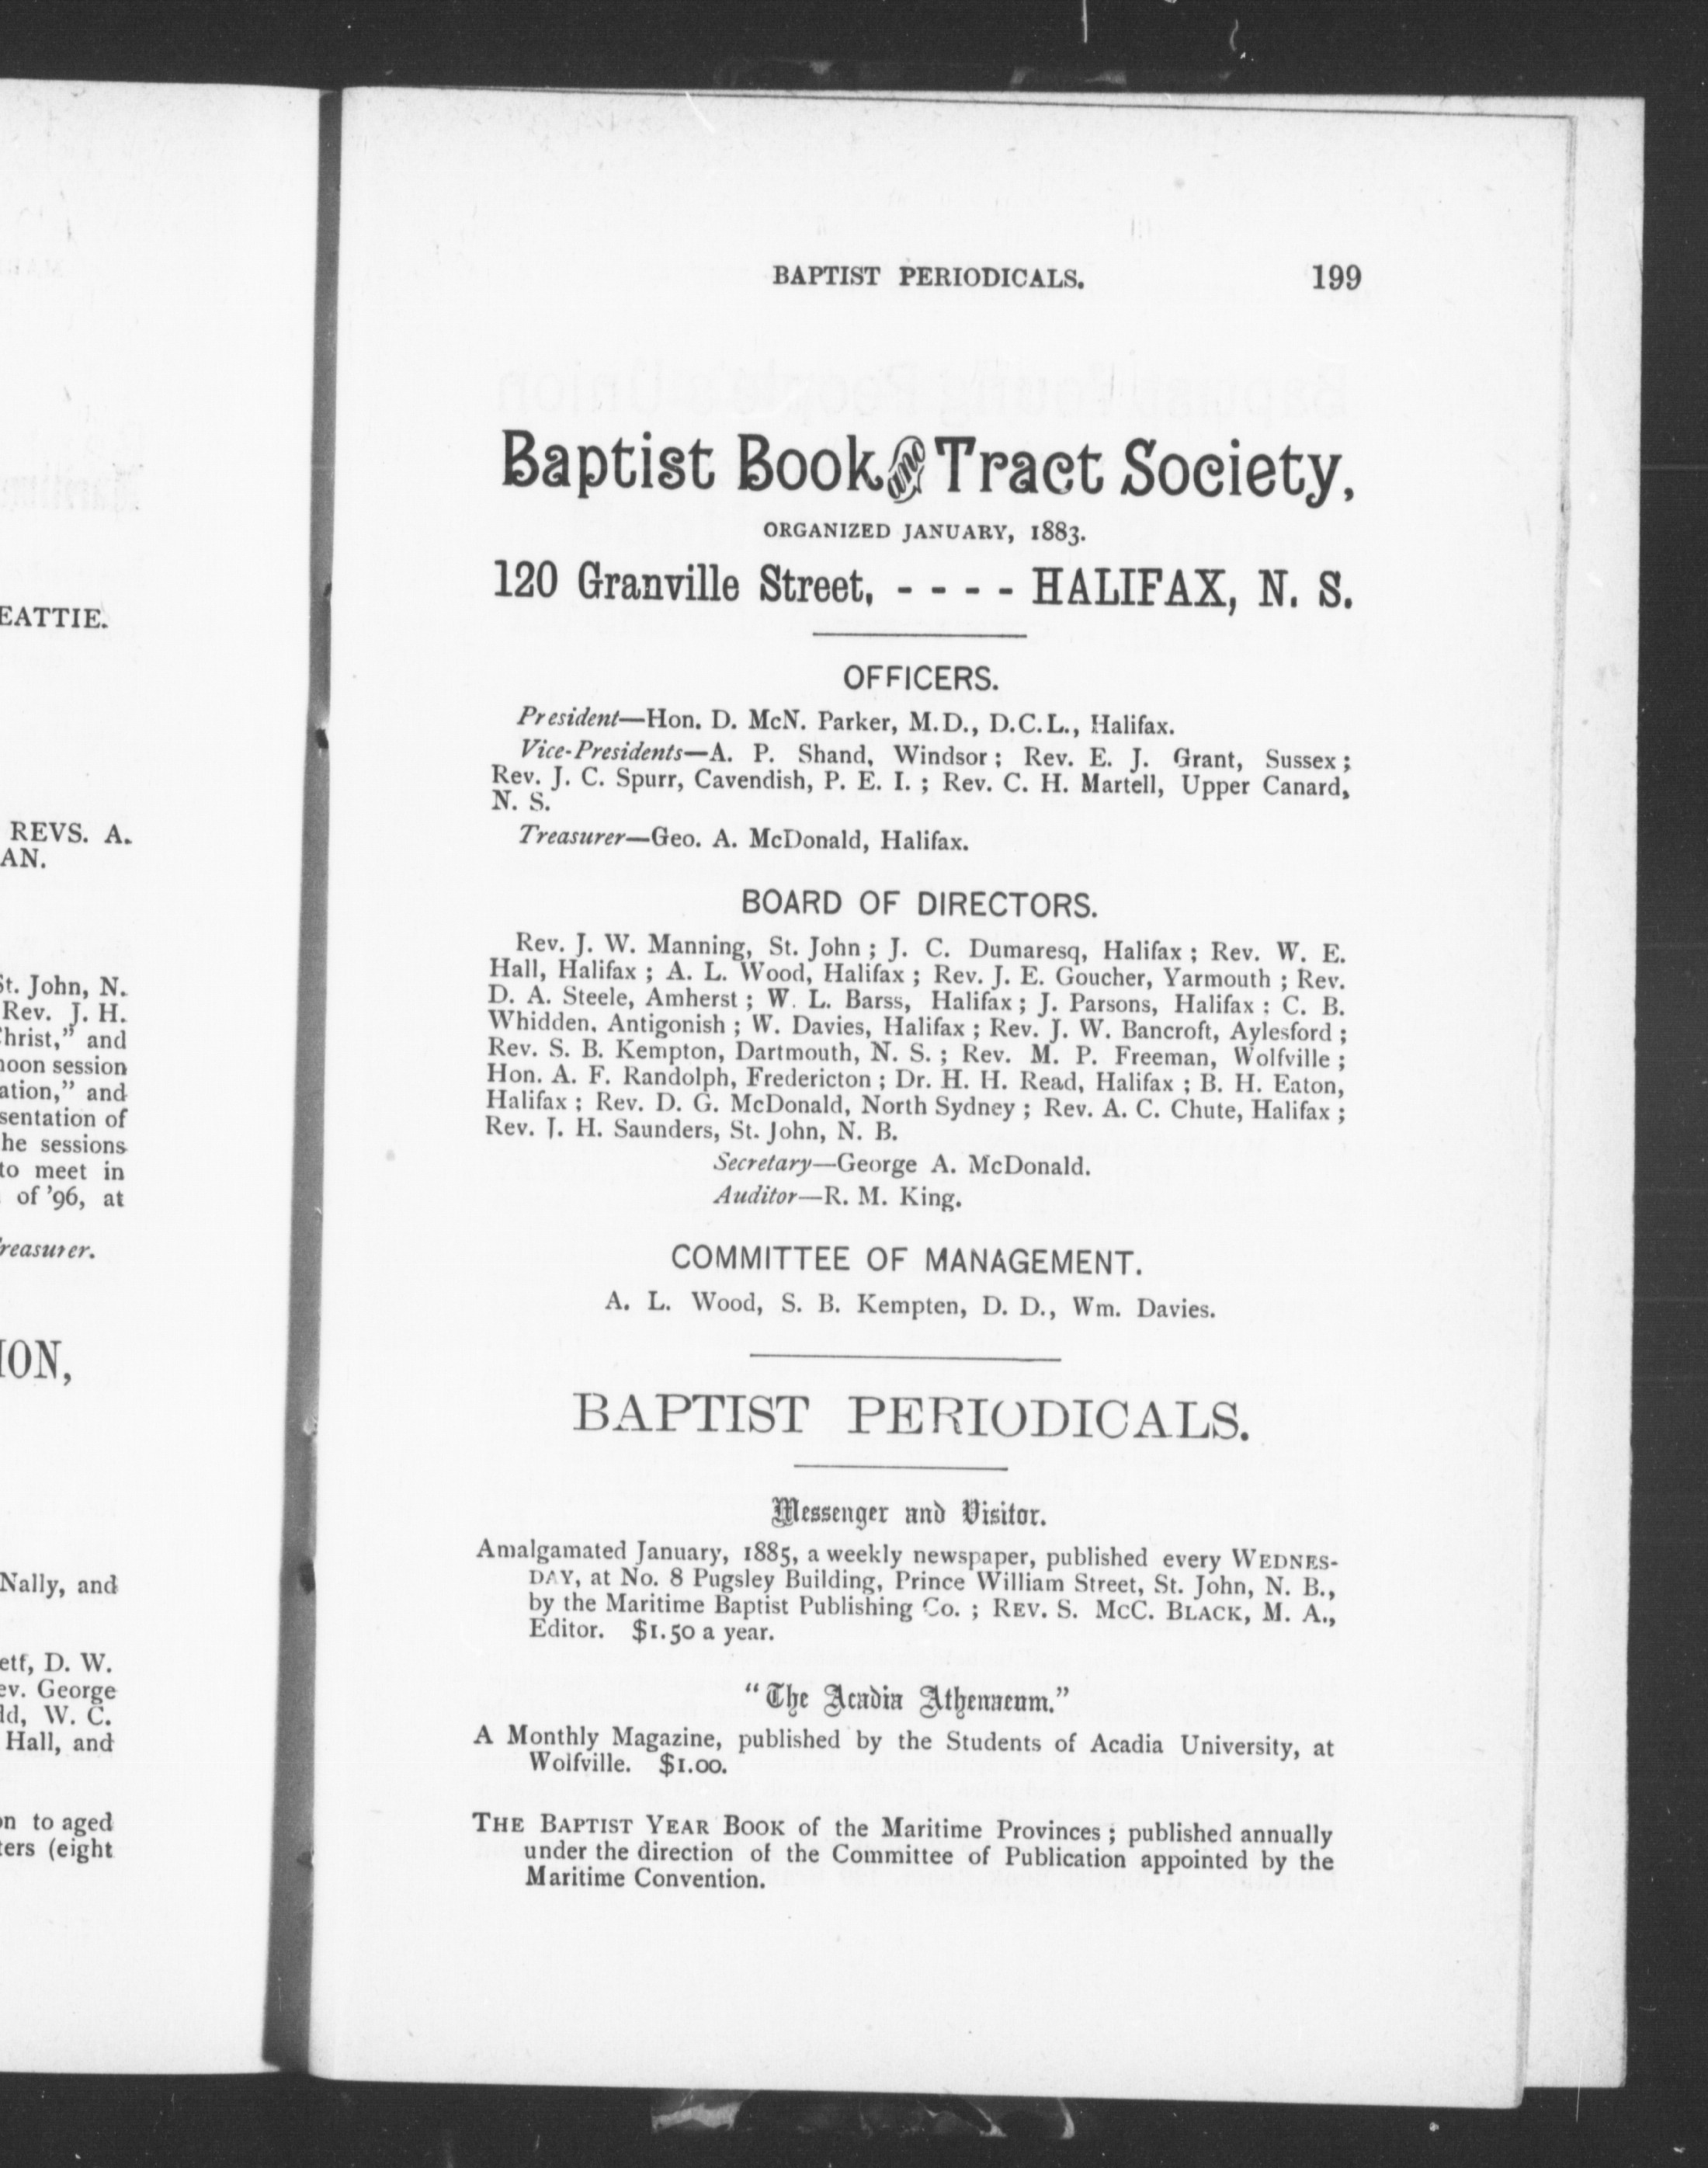 EATTIE.
REVS. A.
AN.
St. John, N.
Rev. J. H.
Christ," and
noon session
ation," and
sentation of
he sessions
to meet in
of '96, at
reasurer.
ION,
Nally, and
ett, D. W.
ev. George
ld, W. C.
Hall, and
on to aged
ters (eight
BAPTIST PERIODICALS. 199
Baptist Book and Tract Society,
ORGANIZED JANUARY, 1883.
120 Granville Street, - - - - HALIFAX, N. S.
OFFICERS.
President—Hon. D. McN. Parker, M.D., D.C.L., Halifax.
Vice-Presidents—A. P. Shand, Windsor; Rev. E. J. Grant, Sussex;
Rev. J. C. Spurr, Cavendish, P. E. I. ; Rev. C. H. Martell, Upper Canard,
N. S.
Treasurer—Geo. A. McDonald, Halifax.
BOARD OF DIRECTORS.
Rev. J. W. Manning, St. John ; J. C. Dumaresq, Halifax ; Rev. W. E.
Hall, Halifax ; A. L. Wood, Halifax ; Rev. J. E. Goucher, Yarmouth ; Rev.
D. A. Steele, Amherst ; W. L. Barss, Halifax ; J. Parsons, Halifax : C. B.
Whidden, Antigonish ; W. Davies, Halifax ; Rev. J. W. Bancroft, Aylesford ;
Rev. S. B. Kempton, Dartmouth, N. S. ; Rev. M. P. Freeman, Wolfville ;
Hon. A. F. Randolph, Fredericton ; Dr. H. H. Read, Halifax ; B. H. Eaton,
Halifax ; Rev. D. G. McDonald, North Sydney ; Rev. A. C. Chute, Halifax ;
Rev. J. H. Saunders, St. John, N. B.
Secretary—George A. McDonald.
Auditor—R. M. King.
COMMITTEE OF MANAGEMENT.
A. L. Wood, S. B. Kempten, D. D., Wm. Davies.
BAPTIST PERIODICALS.
Messenger and Visitor.
Amalgamated January, 1885, a weekly newspaper, published every WEDNES-
DAY, at No. 8 Pugsley Building, Prince William Street, St. John, N. B.,
by the Maritime Baptist Publishing Co. ; REV. S. MCC. BLACK, M. A.,
Editor. $1.50 a year.
"The Acadia Athenaeum."
A Monthly Magazine, published by the Students of Acadia University, at
Wolfville. $1.00.
THE BAPTIST YEAR BOOK of the Maritime Provinces ; published annually
under the direction of the Committee of Publication appointed by the
Maritime Convention.